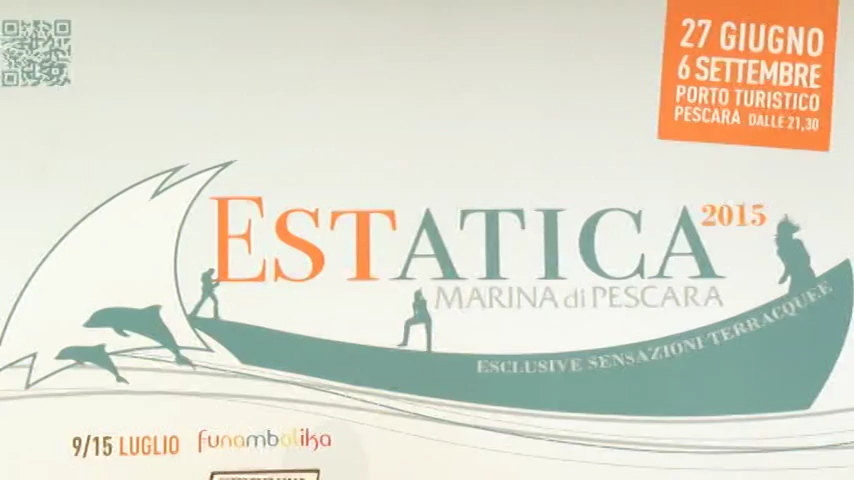 27 GIUGNO
6 SETTEMBRE
PORTO TURISTICO
PESCARA DALLE 21,30
ESTATICA 2015
MARINA di PESCARA
ESCLUSIVE SENSAZIONI TERRACQUEE
9/15 LUGLIO funambolika